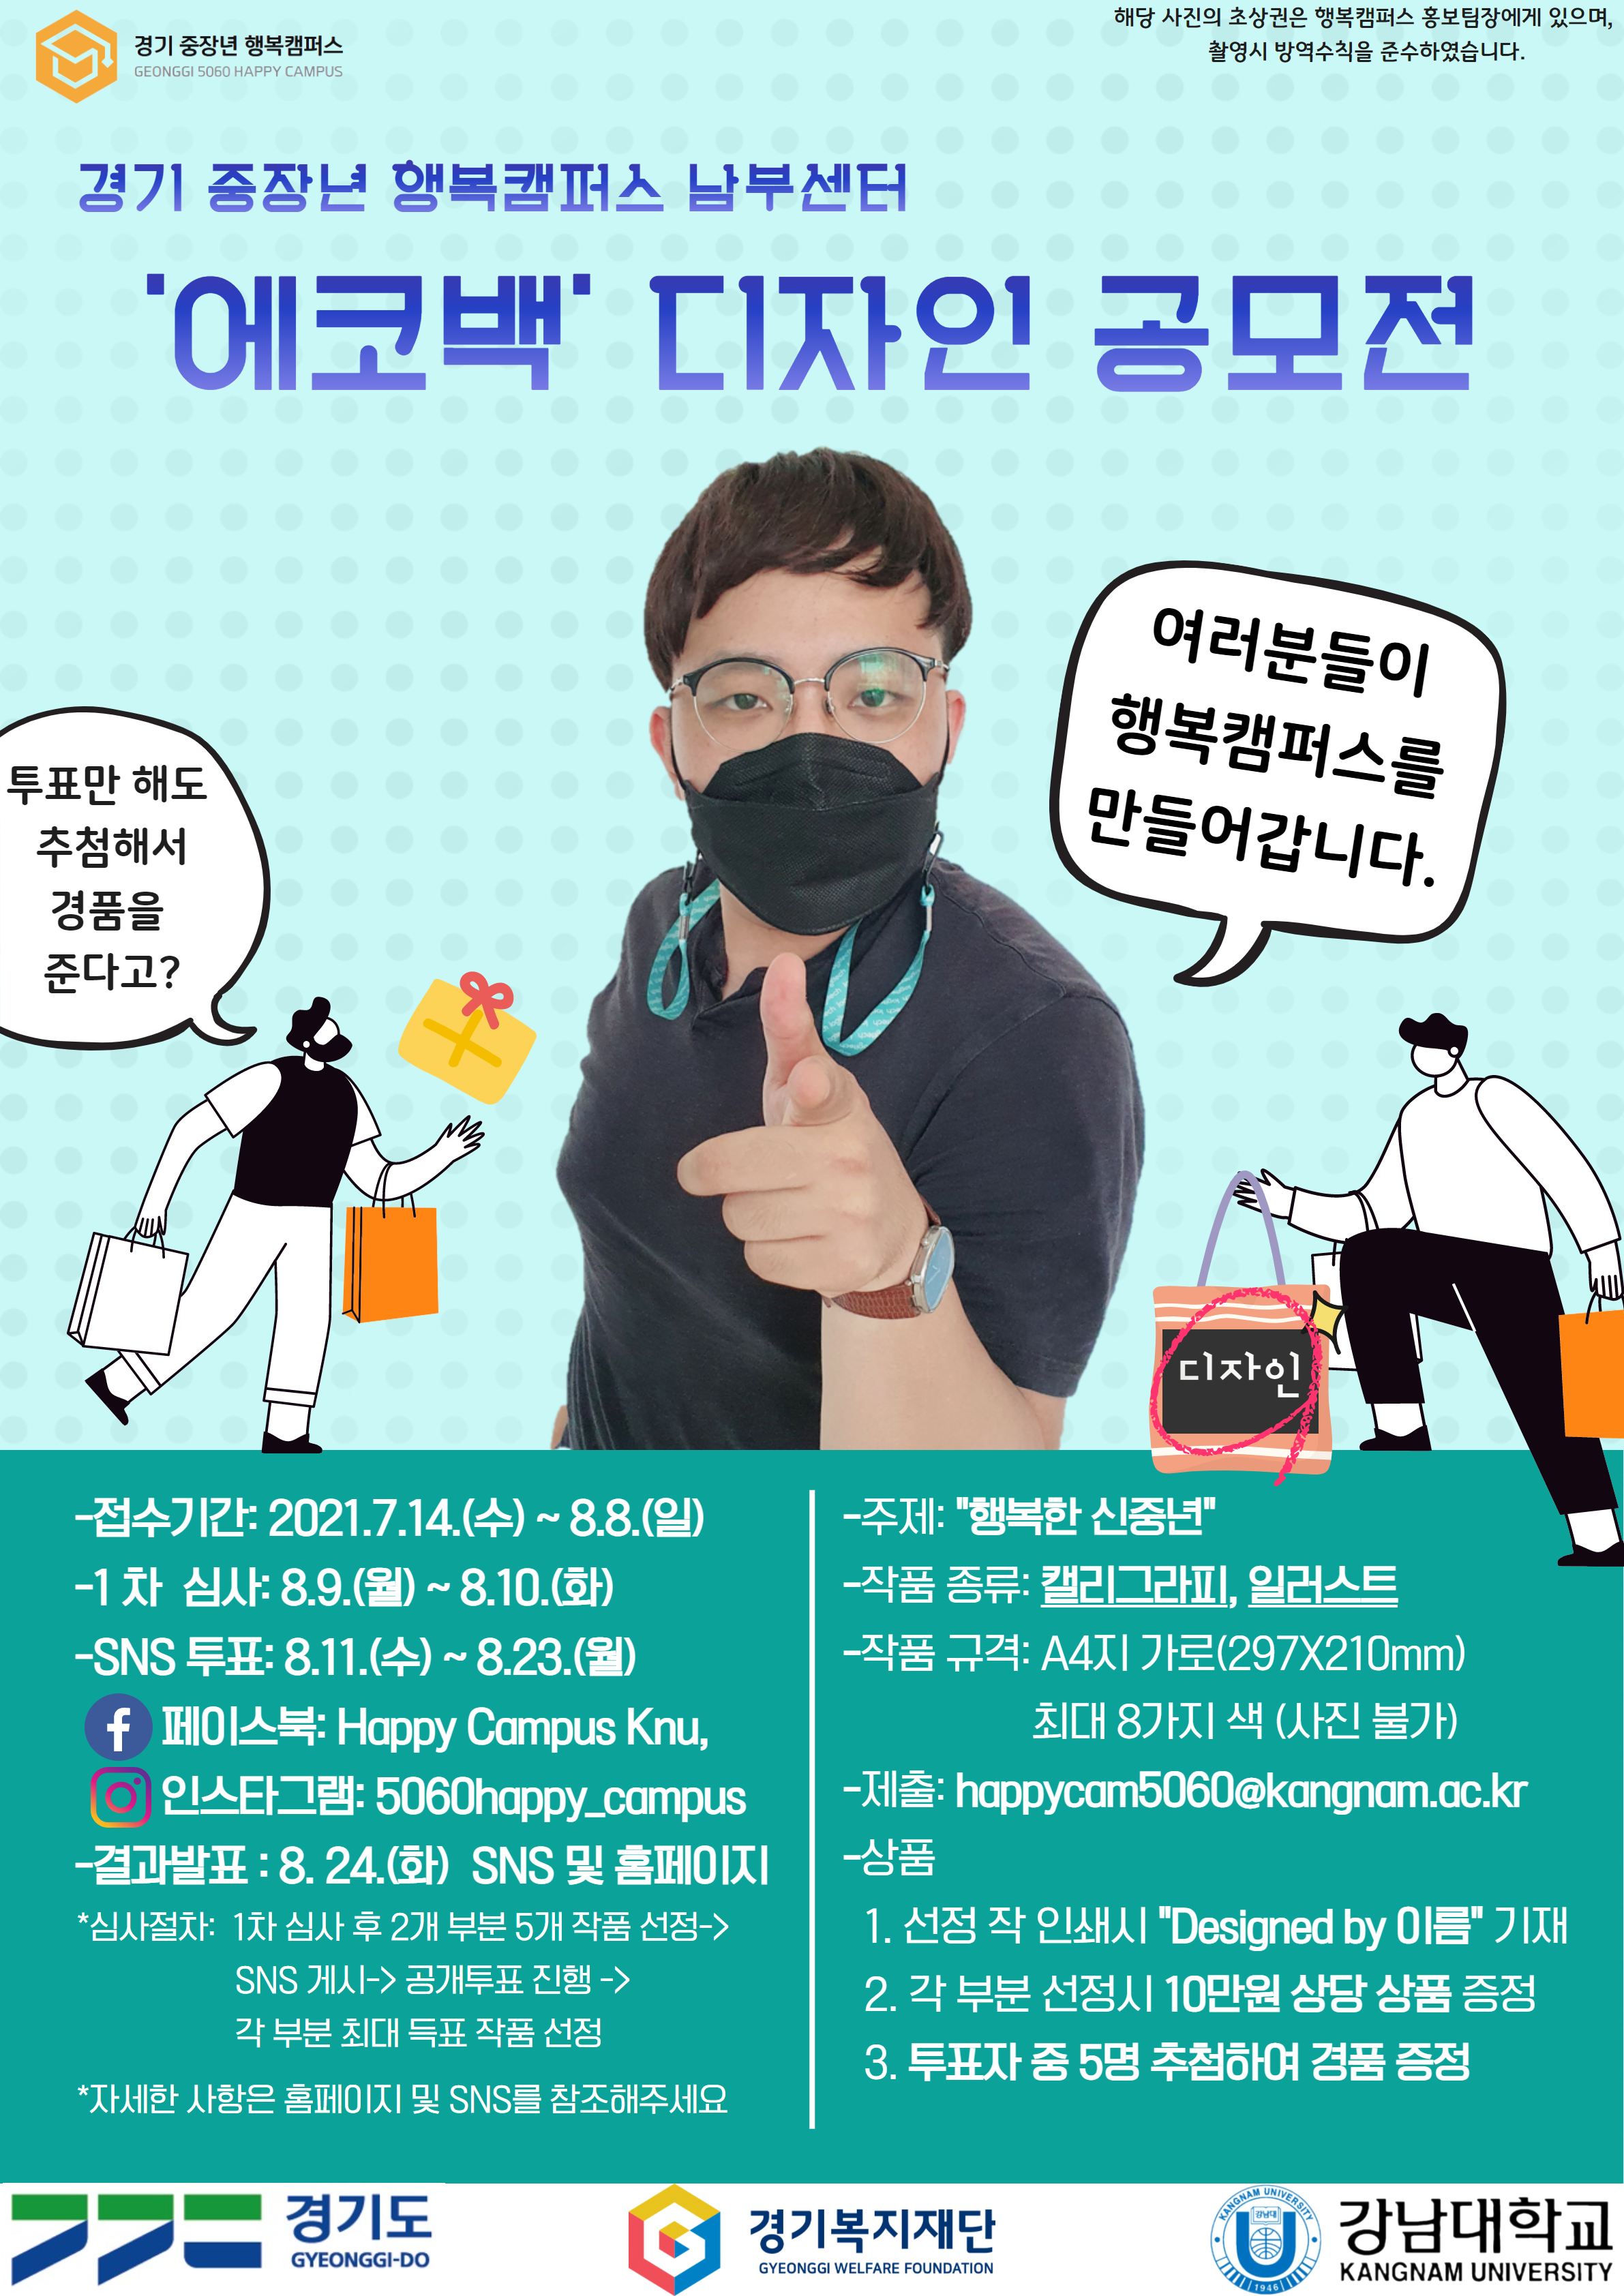 경기 중장년 행복캠퍼스
GEONGGI 5060 HAPPY CAMPUS
해당 사진의 초상권은 행복캠퍼스 홍보팀장에게 있으며,
촬영시 방역수칙을 준수하였습니다.
경기 중장년 행복캠퍼스 남부센터
'에코백' 디자인 공모전
여러분들이
행복캠퍼스를
만들어갑니다.
투표만 해도
추첨해서
경품을
준다고?
디자인
-접수기간: 2021.7.14.(수) ~ 8.8.(일)
-1 차 심사: 8.9.(월) ~ 8.10.(화)
-SNS 투표: 8.11.(수) ~ 8.23.(월)
페이스북: Happy Campus Knu,
인스타그램: 5060happy_campus
-결과발표 : 8. 24.(화) SNS 및 홈페이지
*심사절차: 1차 심사 후 2개 부분 5개 작품 선정->
SNS 게시-> 공개투표 진행 ->
각 부분 최대 득표 작품 선정
*자세한 사항은 홈페이지 및 SNS를 참조해주세요
-주제: "행복한 신중년"
-작품 종류: 캘리그라피, 일러스트
-작품 규격: A4지 가로(297X210mm)
최대 8가지 색 (사진 불가)
-제출: happycam5060@kangnam.ac.kr
-상품
1. 선정 작 인쇄시 "Designed by 이름" 기재
2. 각 부분 선정시 10만원 상당 상품 증정
3. 투표자 중 5명 추첨하여 경품 증정
경기도
GYEONGGI-DO
경기복지재단
GYEONGGI WELFARE FOUNDATION
KANGNAM UNIVERSITY
강남대
1946
강남대학교
KANGNAM UNIVERSITY